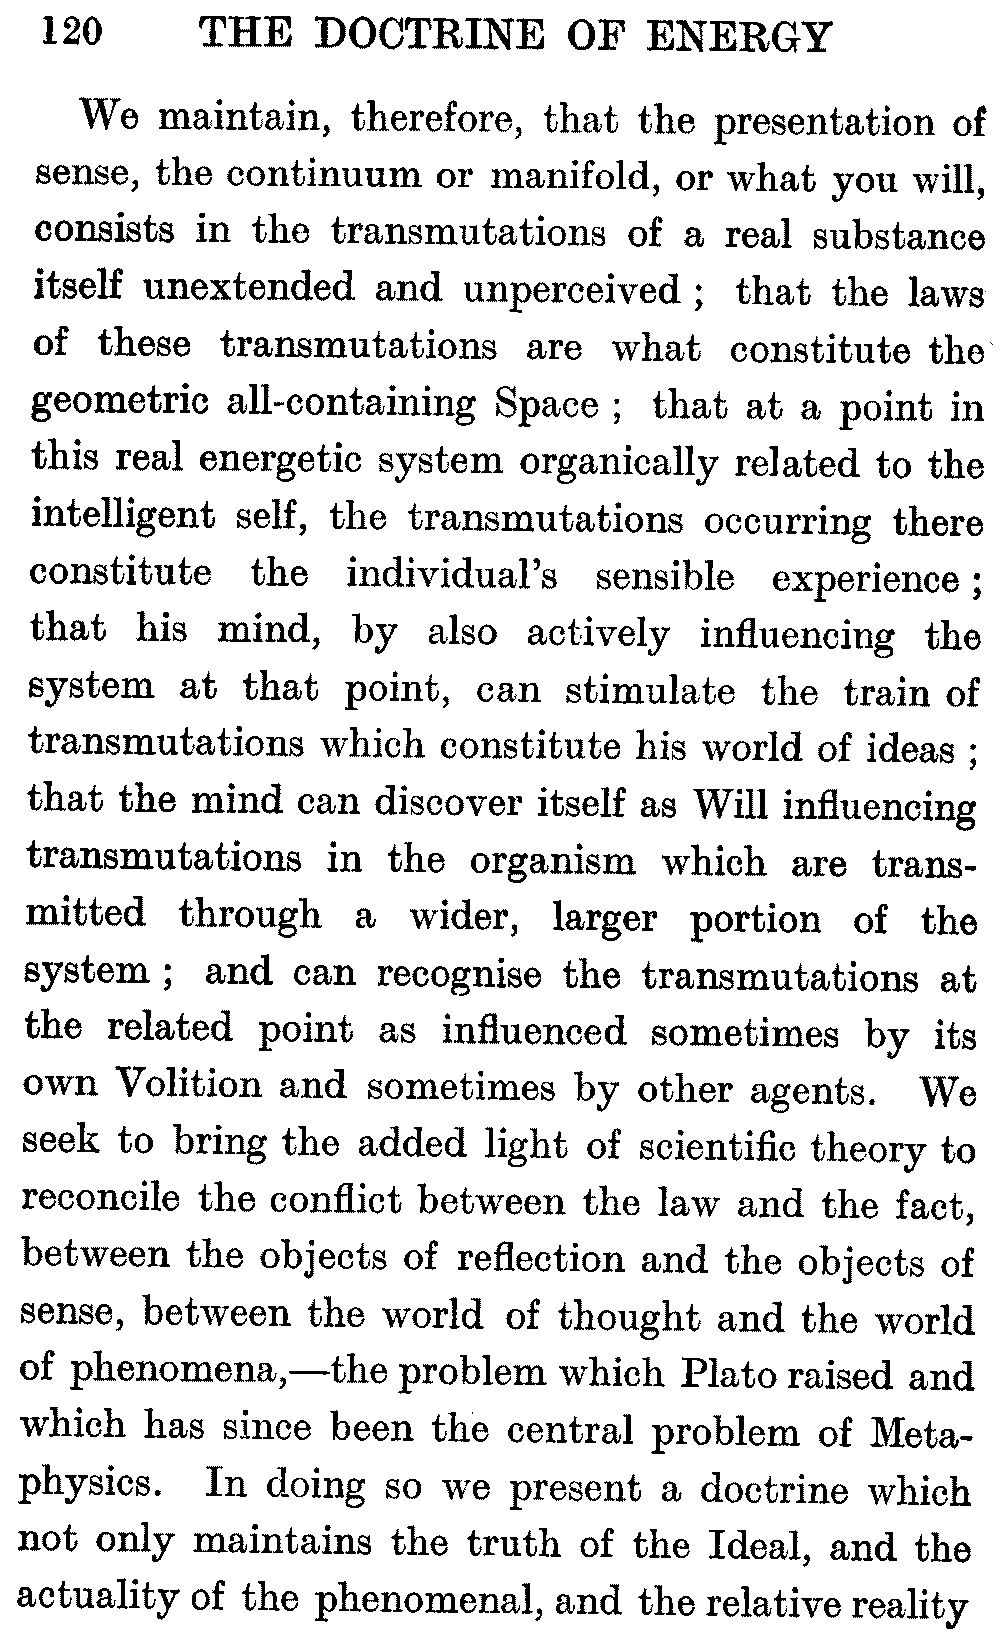 120 THE DOCTRINE OF ENERGY
We maintain, therefore, that the presentation of
sense, the continuum or manifold, or what you will,
consists in the transmutations of a real substance
itself unextended and unperceived ; that the laws
of these transmutations are what constitute the
geometric all-containing Space ; that at a point in
this real energetic system organically related to the
intelligent self, the transmutations occurring there
constitute the individual's sensible experience ;
that his mind, by also actively influencing the
system at that point, can stimulate the train of
transmutations which constitute his world of ideas ;
that the mind can discover itself as Will influencing
transmutations in the organism which are trans-
mitted through a wider, larger portion of the
system ; and can recognise the transmutations at
the related point as influenced sometimes by its
own Volition and sometimes by other agents. We
seek to bring the added light of scientific theory to
reconcile the conflict between the law and the fact,
between the objects of reflection and the objects of
sense, between the world of thought and the world
of phenomena,—the problem which Plato raised and
which has since been the central problem of Meta-
physics. In doing so we present a doctrine which
not only maintains the truth of the Ideal, and the
actuality of the phenomenal, and the relative reality